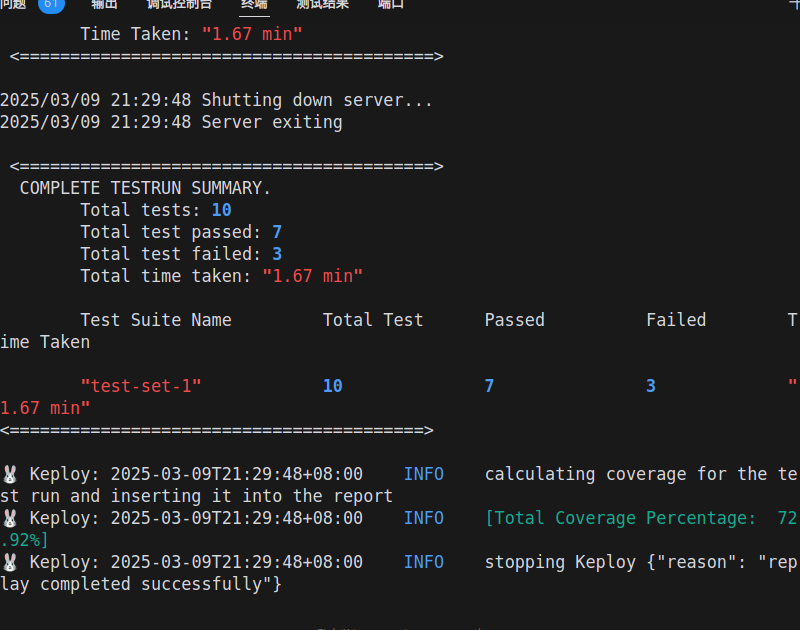 问题 61 输出 调试控制台 终端 测试结果 端口
Time Taken: "1.67 min"
<=========================================>
2025/03/09 21:29:48 Shutting down server...
2025/03/09 21:29:48 Server exiting
<=========================================>
COMPLETE TESTRUN SUMMARY.
Total tests: 10
Total test passed: 7
Total test failed: 3
Total time taken: "1.67 min"
Test Suite Name Total Test Passed Failed T
ime Taken
"test-set-1" 10 7 3 "
1.67 min"
<=========================================>
🐰 Keploy: 2025-03-09T21:29:48+08:00 INFO calculating coverage for the te
st run and inserting it into the report
🐰 Keploy: 2025-03-09T21:29:48+08:00 INFO [Total Coverage Percentage:  72
.92%]
🐰 Keploy: 2025-03-09T21:29:48+08:00 INFO stopping Keploy {"reason": "rep
lay completed successfully"}